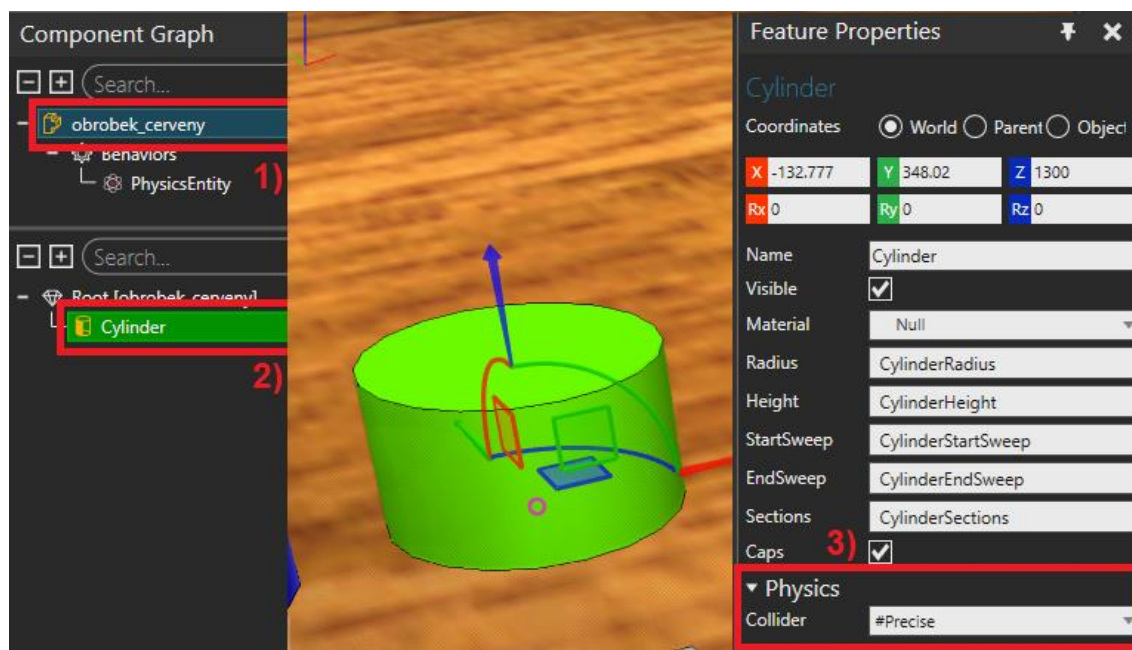 Component Graph
Search...
obrobek_cerveny
Behaviors
PhysicsEntity
1)
Search...
Root [obrobek_cerveny]
Cylinder
2)
Feature Properties
Cylinder
Coordinates World Parent Object
X -132.777 Y 348.02 Z 1300
Rx 0 Ry 0 Rz 0
Name Cylinder
Visible
Material Null
Radius CylinderRadius
Height CylinderHeight
StartSweep CylinderStartSweep
EndSweep CylinderEndSweep
Sections CylinderSections
Caps 3)
Physics
Collider #Precise